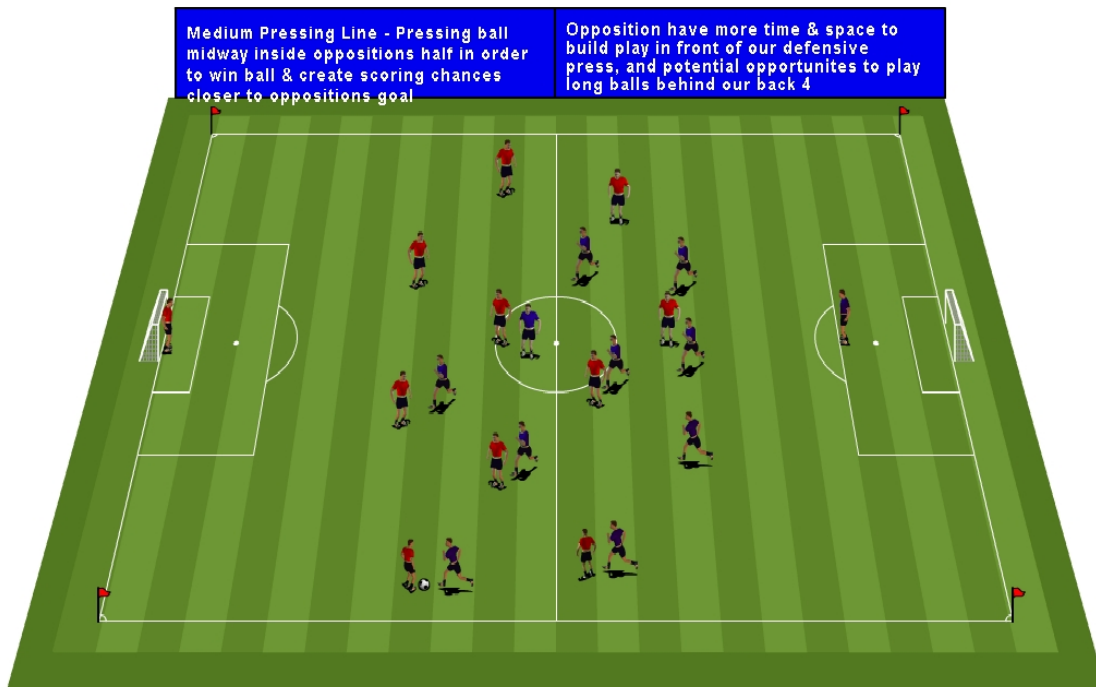 Medium Pressing Line - Pressing ball
midway inside oppositions half in order
to win ball & create scoring chances
closer to oppositions goal
Opposition have more time & space to
build play in front of our defensive
press, and potential opportunites to play
long balls behind our back 4